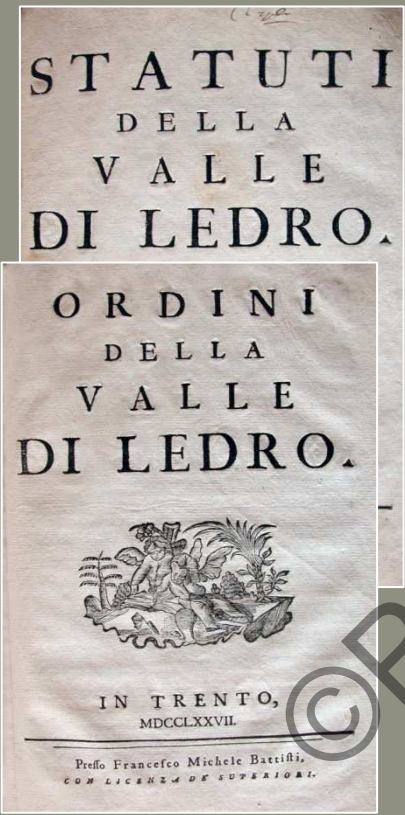 STATUTI
DELLA
VALLE
DI LEDRO.
ORDINI
DELLA
VALLE
DI LEDRO.
IN TRENTO,
MDCCLXXVII.
Preſſo Franceſco Michele Battiſti,
CON LICENZA DE' SUPERIORI.
©